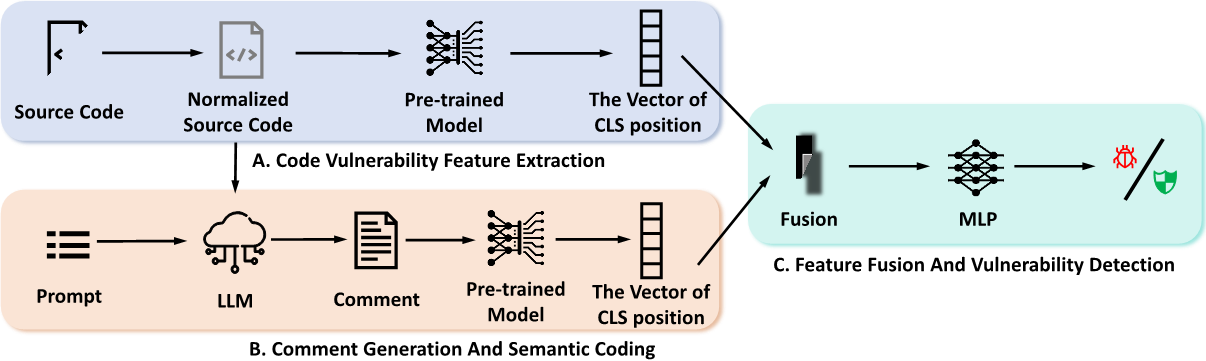 Source Code
Normalized
Source Code
Pre-trained
Model
The Vector of
CLS position
A. Code Vulnerability Feature Extraction
Prompt
LLM
Comment
Pre-trained
Model
The Vector of
CLS position
B. Comment Generation And Semantic Coding
Fusion
MLP
C. Feature Fusion And Vulnerability Detection